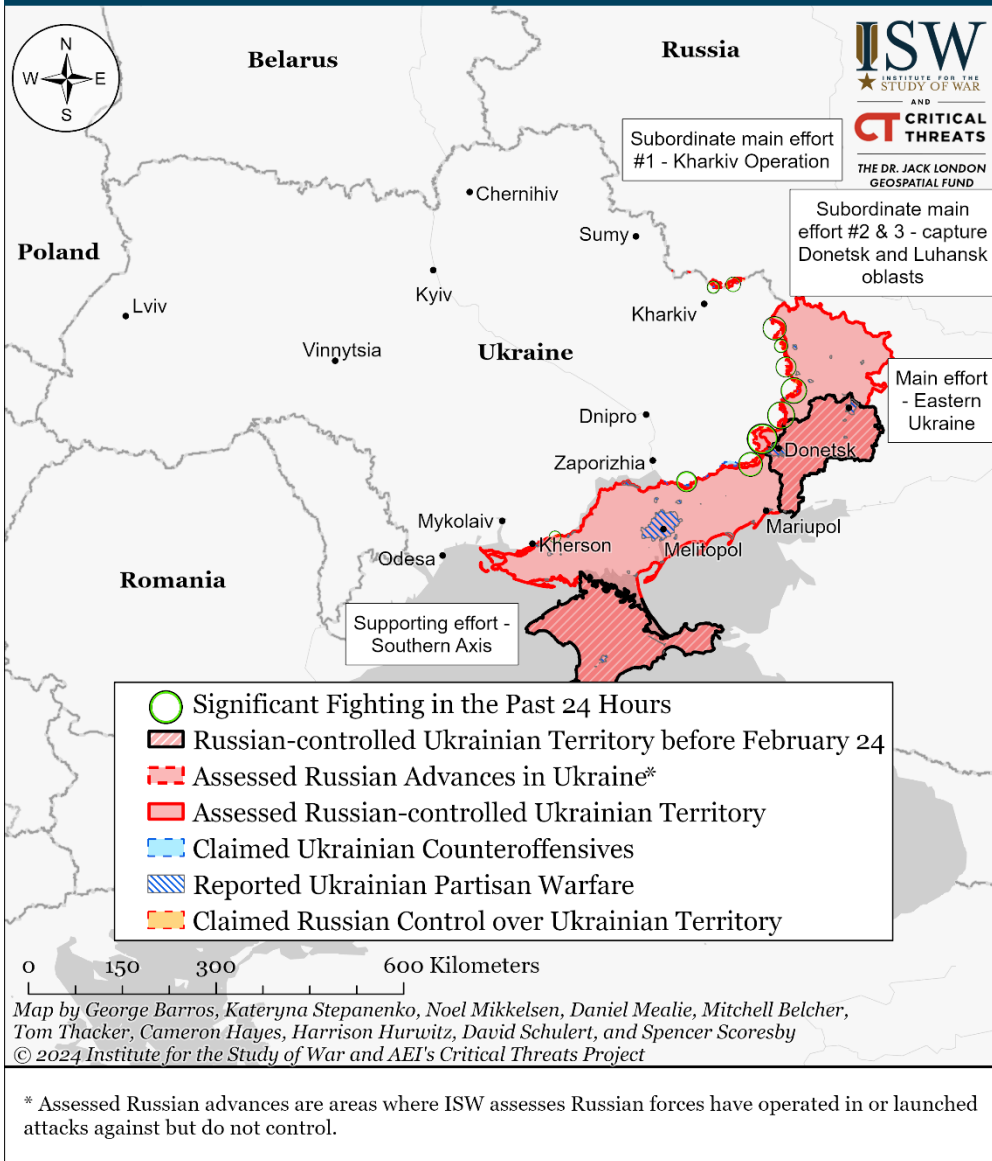 N
W E
S
Belarus
Russia
ISW
INSTITUTE FOR THE
STUDY OF WAR
AND
CT CRITICAL
THREATS
THE DR. JACK LONDON
GEOSPATIAL FUND
Subordinate main effort
#1 - Kharkiv Operation
Subordinate main
effort #2 & 3 - capture
Donetsk and Luhansk
oblasts
Chernihiv
Sumy
Poland
Kyiv
Lviv
Kharkiv
Vinnytsia
Ukraine
Main effort
- Eastern
Ukraine
Dnipro
Donetsk
Zaporizhia
Mykolaiv
Mariupol
Kherson
Melitopol
Odesa
Romania
Supporting effort -
Southern Axis
Significant Fighting in the Past 24 Hours
Russian-controlled Ukrainian Territory before February 24
Assessed Russian Advances in Ukraine*
Assessed Russian-controlled Ukrainian Territory
Claimed Ukrainian Counteroffensives
Reported Ukrainian Partisan Warfare
Claimed Russian Control over Ukrainian Territory
0 150 300 600 Kilometers
Map by George Barros, Kateryna Stepanenko, Noel Mikkelsen, Daniel Mealie, Mitchell Belcher,
Tom Thacker, Cameron Hayes, Harrison Hurwitz, David Schulert, and Spencer Scoresby
© 2024 Institute for the Study of War and AEI's Critical Threats Project
* Assessed Russian advances are areas where ISW assesses Russian forces have operated in or launched
attacks against but do not control.